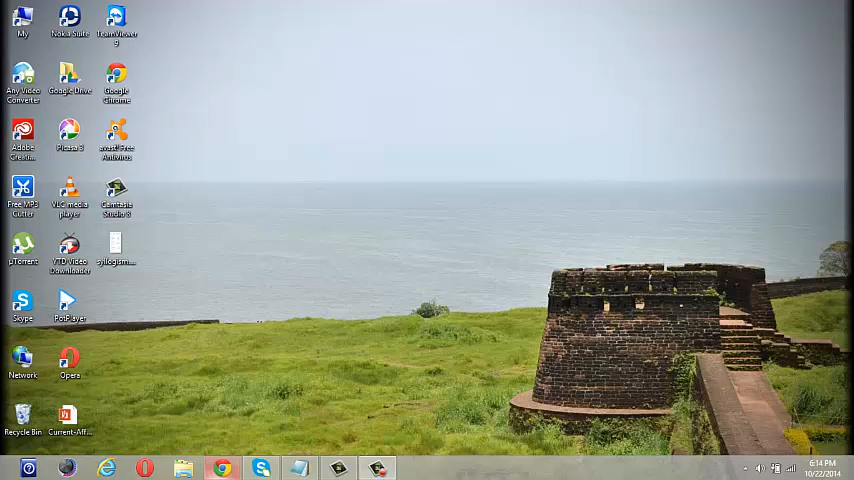 My
Nokia Suite
TeamViewer
9
Any Video
Converter
Google Drive
Google
Chrome
Adobe
Creati...
Picasa 3
avast! Free
Antivirus
Free MP3
Cutter
VLC media
player
Camtasia
Studio 8
µTorrent
YTD Video
Downloader
syllogism....
Skype
PotPlayer
Network
Opera
Recycle Bin
Current-Aff...
6:14 PM
10/22/2014